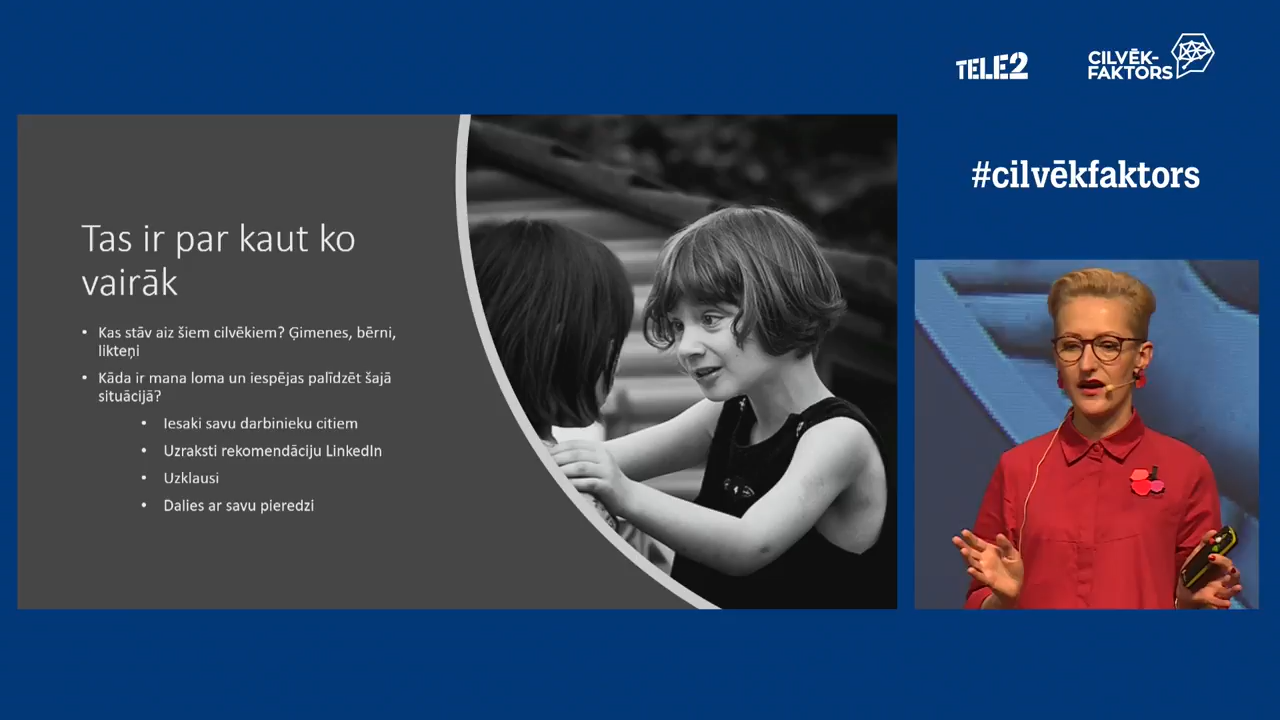 TELE2
CILVĒK-
FAKTORS
#cilvēkfaktors
Tas ir par kaut ko
vairāk
• Kas stāv aiz šiem cilvēkiem? Ģimenes, bērni,
likteņi
• Kāda ir mana loma un iespējas palīdzēt šajā
situācijā?
• Iesaki savu darbinieku citiem
• Uzraksti rekomendāciju LinkedIn
• Uzklausi
• Dalies ar savu pieredzi